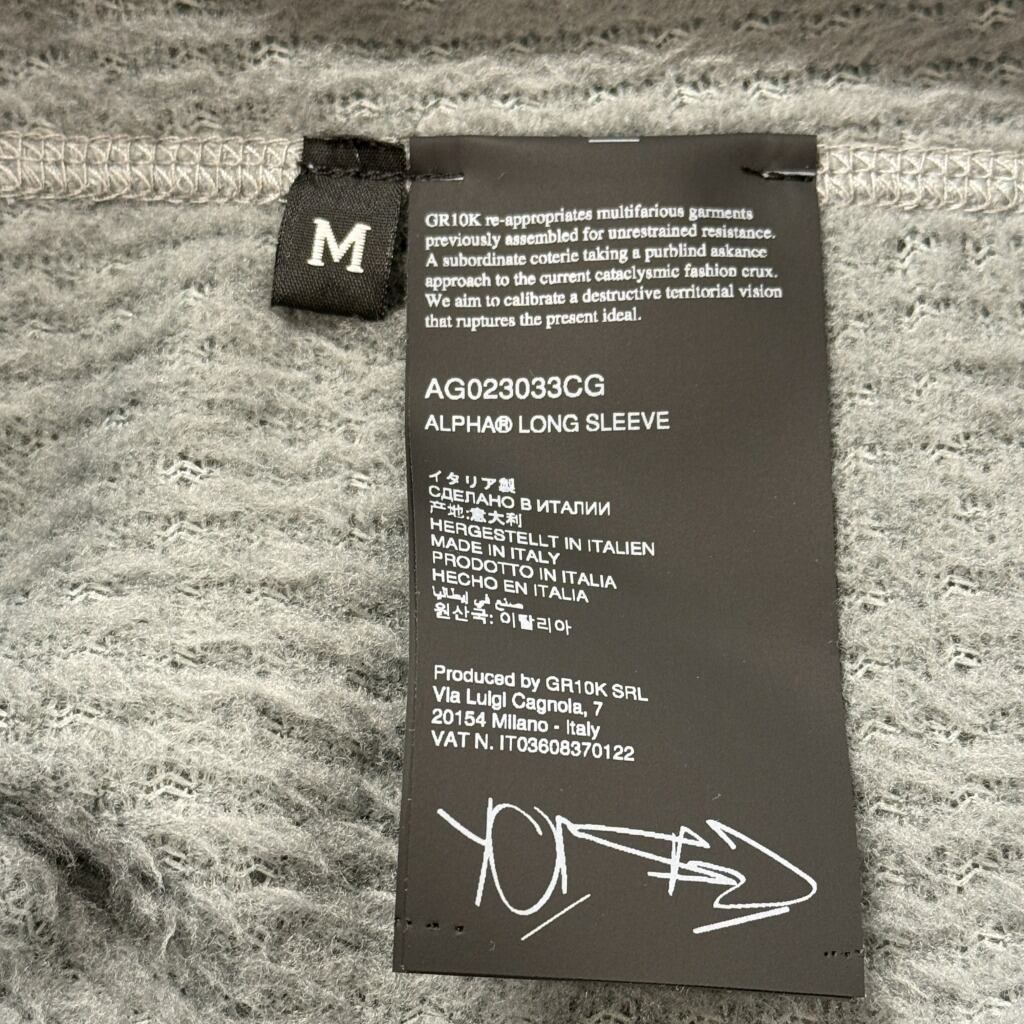 M
GR10K re-appropriates multifarious garments
previously assembled for unrestrained resistance.
A subordinate coterie taking a purblind askance
approach to the current cataclysmic fashion crux.
We aim to calibrate a destructive territorial vision
that ruptures the present ideal.
AG023033CG
ALPHA® LONG SLEEVE
イタリア製
СДЕЛАНО В ИТАЛИИ
产地:意大利
HERGESTELLT IN ITALIEN
MADE IN ITALY
PRODOTTO IN ITALIA
HECHO EN ITALIA
صنع في إيطاليا
원산국: 이탈리아
Produced by GR10K SRL
Via Luigi Cagnola, 7
20154 Milano - Italy
VAT N. IT03608370122